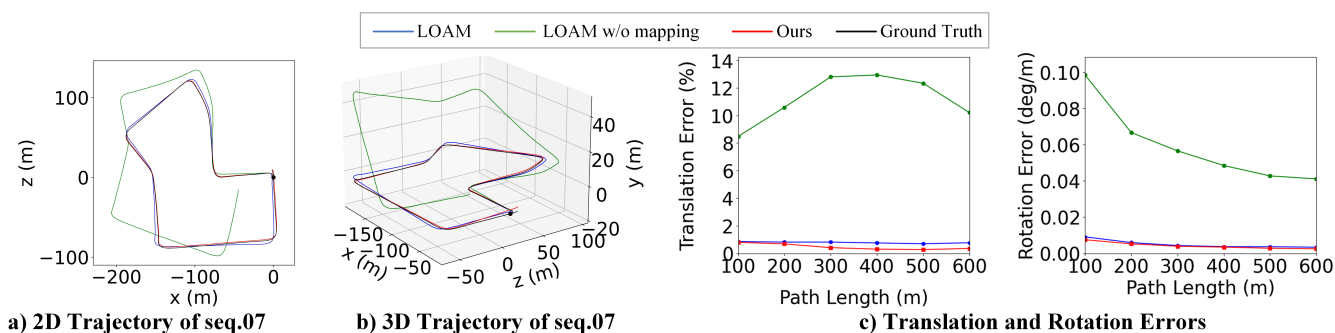 LOAM LOAM w/o mapping Ours Ground Truth
z (m)
100
0
−100
−200 −100 0
x (m)
a) 2D Trajectory of seq.07
40
20
0
−20
y (m)
−150
−100
−50
x (m)
−50
0
50
100
z (m)
b) 3D Trajectory of seq.07
Translation Error (%)
14
12
10
8
6
4
2
0
100 200 300 400 500 600
Path Length (m)
Rotation Error (deg/m)
0.10
0.08
0.06
0.04
0.02
0.00
100 200 300 400 500 600
Path Length (m)
c) Translation and Rotation Errors